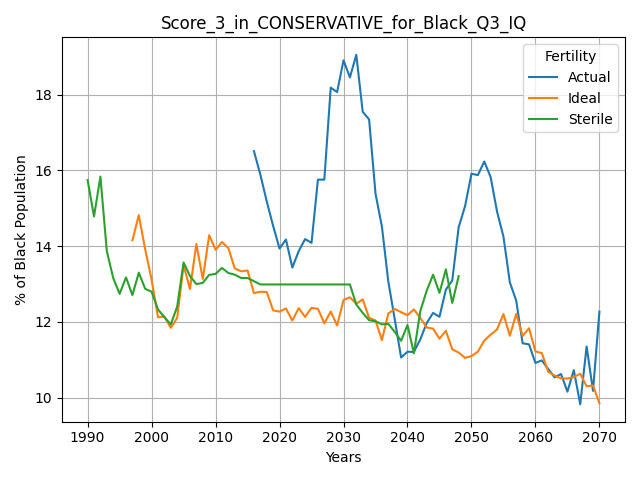 Score_3_in_CONSERVATIVE_for_Black_Q3_IQ
Fertility
Actual
Ideal
Sterile
% of Black Population
18
16
14
12
10
1990
2000
2010
2020
2030
2040
2050
2060
2070
Years